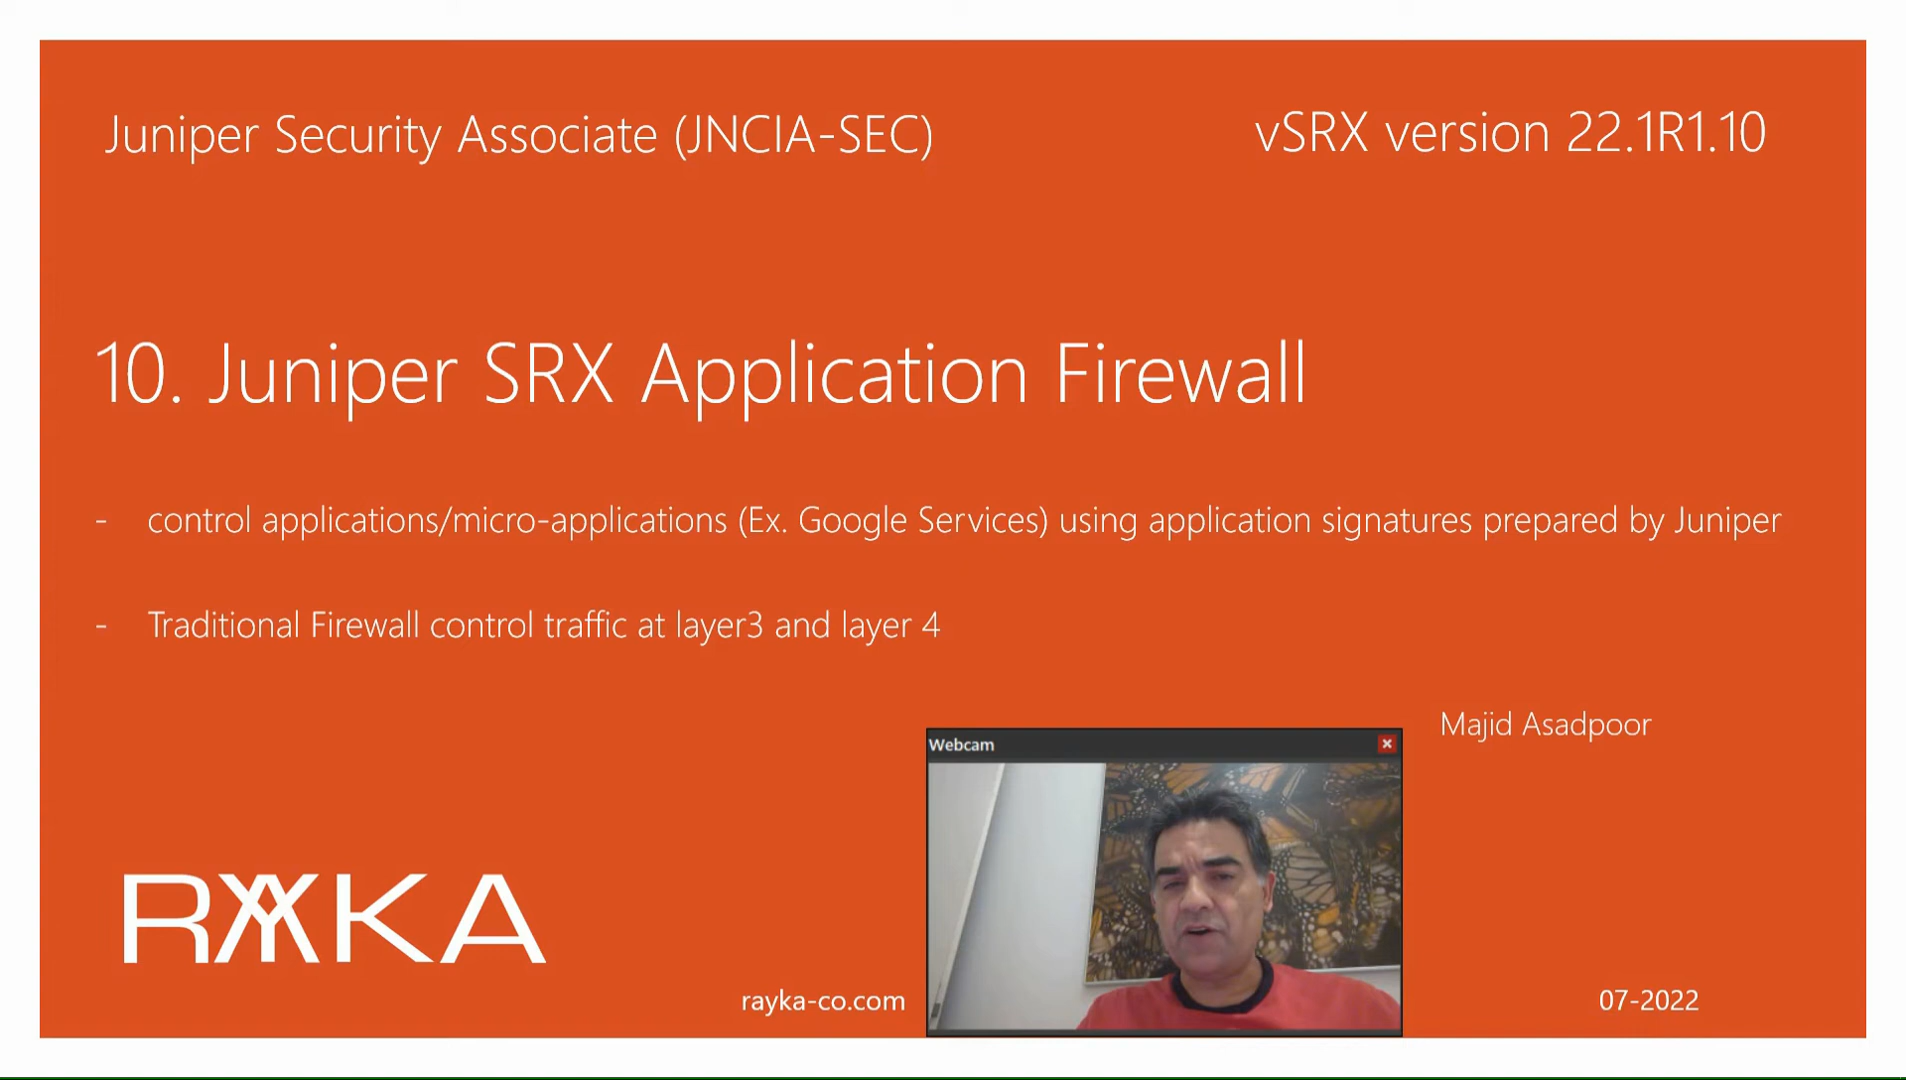 Juniper Security Associate (JNCIA-SEC)
vSRX version 22.1R1.10
10. Juniper SRX Application Firewall
- control applications/micro-applications (Ex. Google Services) using application signatures prepared by Juniper
- Traditional Firewall control traffic at layer3 and layer 4
Majid Asadpoor
Webcam
RAYKA
rayka-co.com
07-2022